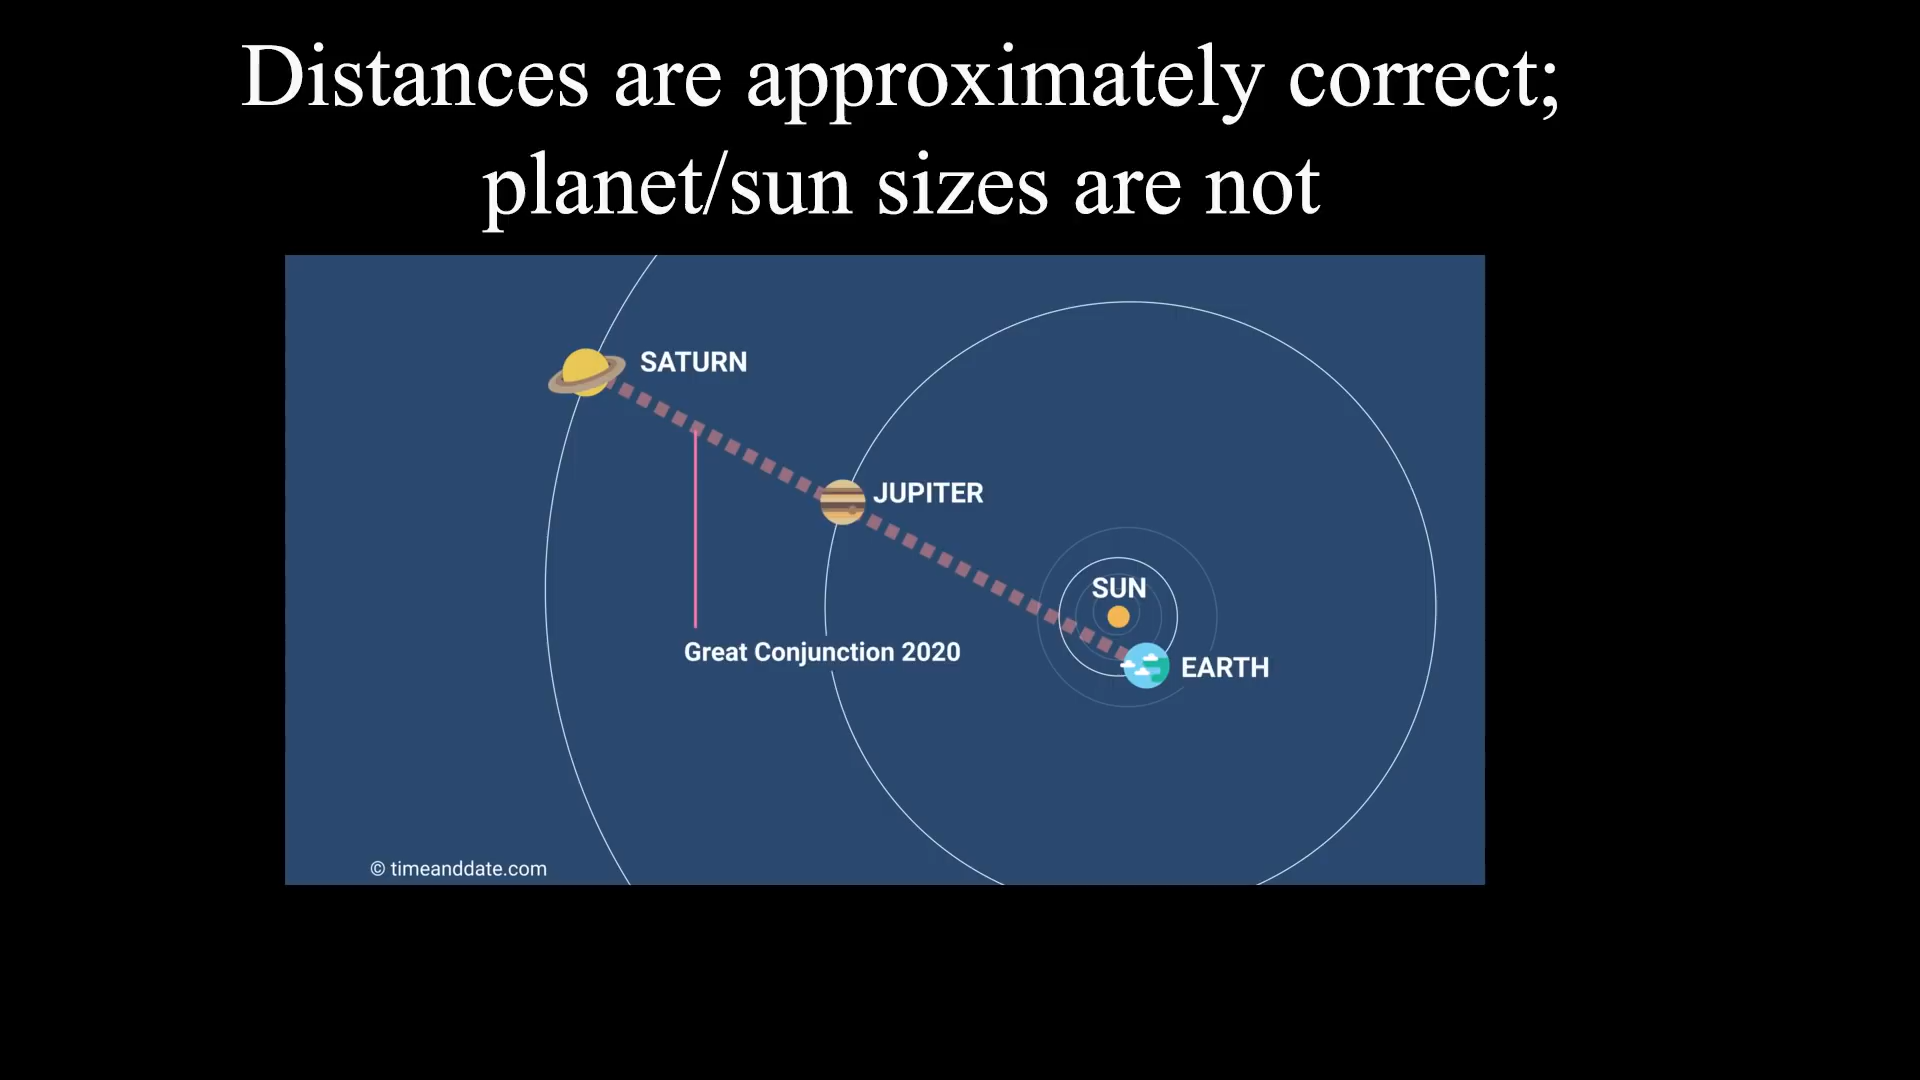 Distances are approximately correct;
planet/sun sizes are not
SATURN
JUPITER
SUN
Great Conjunction 2020
EARTH
© timeanddate.com